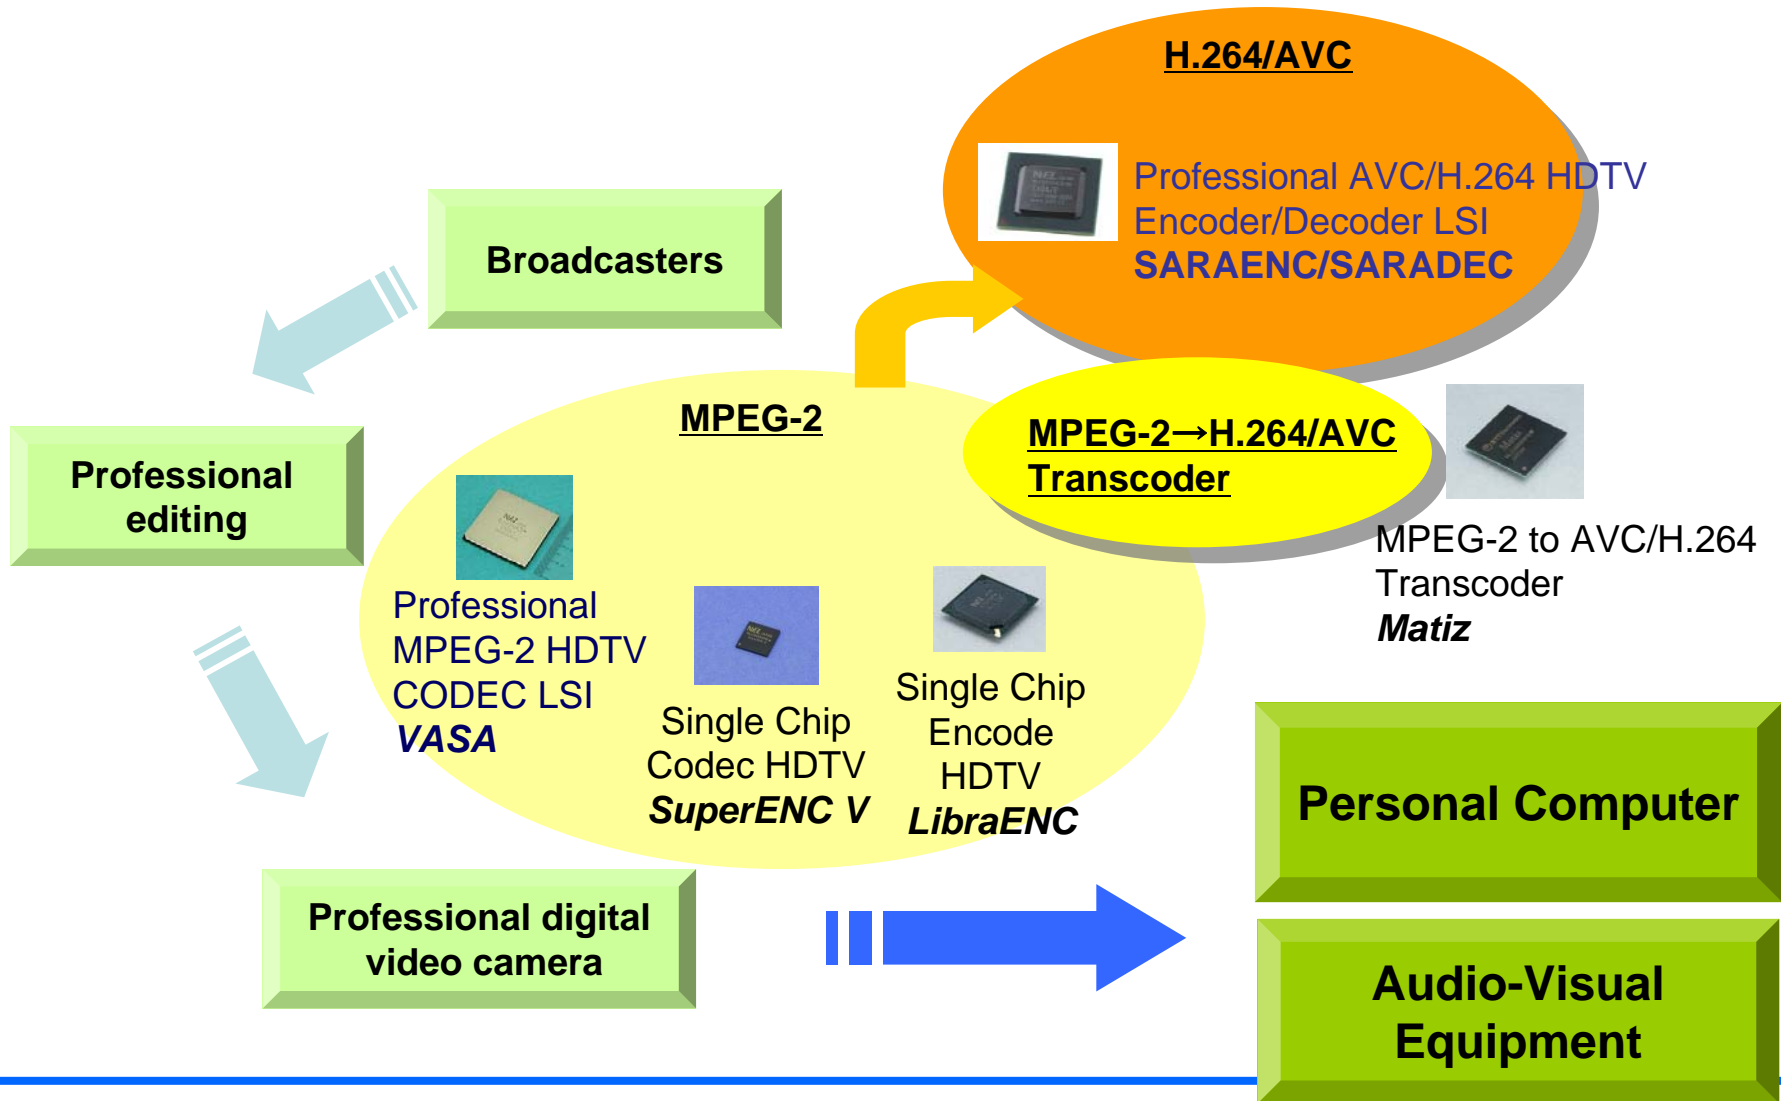 H.264/AVC
Professional AVC/H.264 HDTV
Encoder/Decoder LSI
SARAENC/SARADEC
Broadcasters
MPEG-2
MPEG-2→H.264/AVC
Transcoder
Professional
editing
MPEG-2 to AVC/H.264
Transcoder
Matiz
Professional
MPEG-2 HDTV
CODEC LSI
VASA
Single Chip
Codec HDTV
SuperENC V
Single Chip
Encode
HDTV
LibraENC
Personal Computer
Professional digital
video camera
Audio-Visual
Equipment